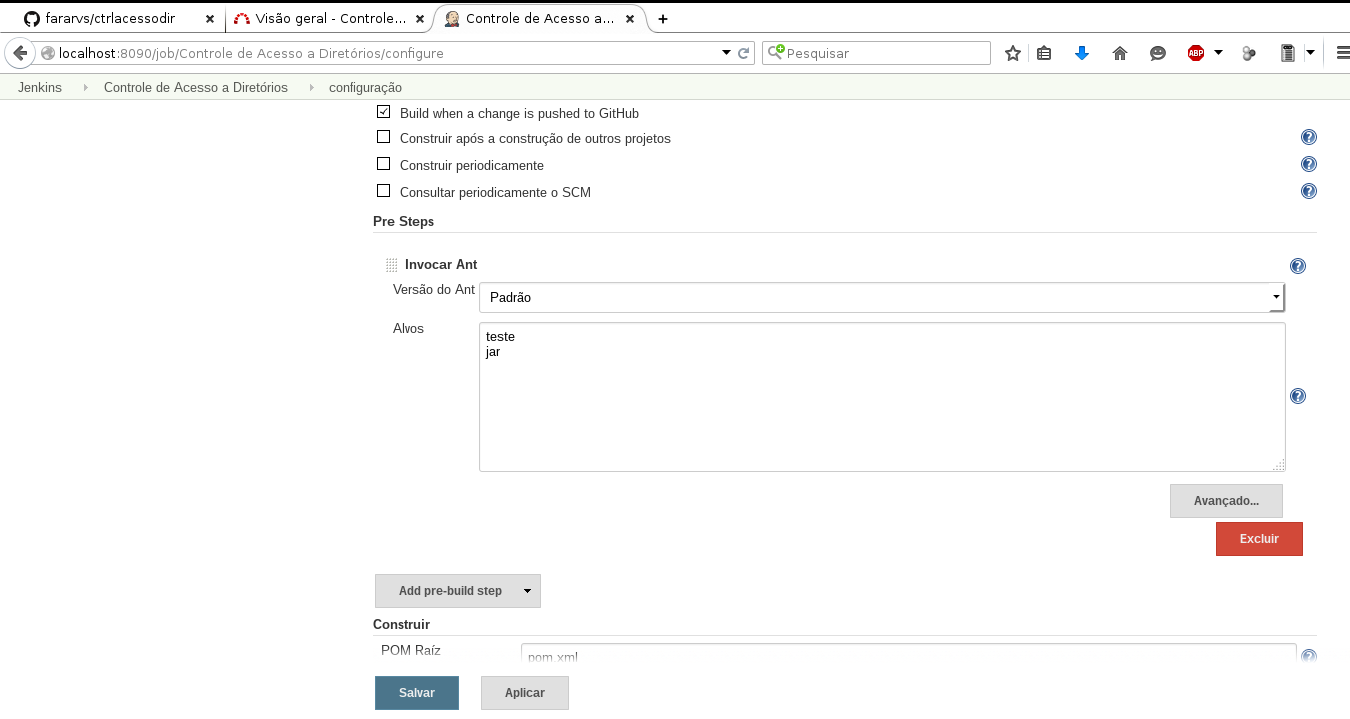 fararvs/ctrlacessodir
Visão geral - Controle...
Controle de Acesso a...
localhost:8090/job/Controle de Acesso a Diretórios/configure
Pesquisar
ABP
Jenkins
Controle de Acesso a Diretórios
configuração
Build when a change is pushed to GitHub
Construir após a construção de outros projetos
Construir periodicamente
Consultar periodicamente o SCM
Pre Steps
Invocar Ant
Versão do Ant
Padrão
Alvos
teste
jar
Avançado...
Excluir
Add pre-build step
Construir
POM Raíz
pom.xml
Salvar
Aplicar